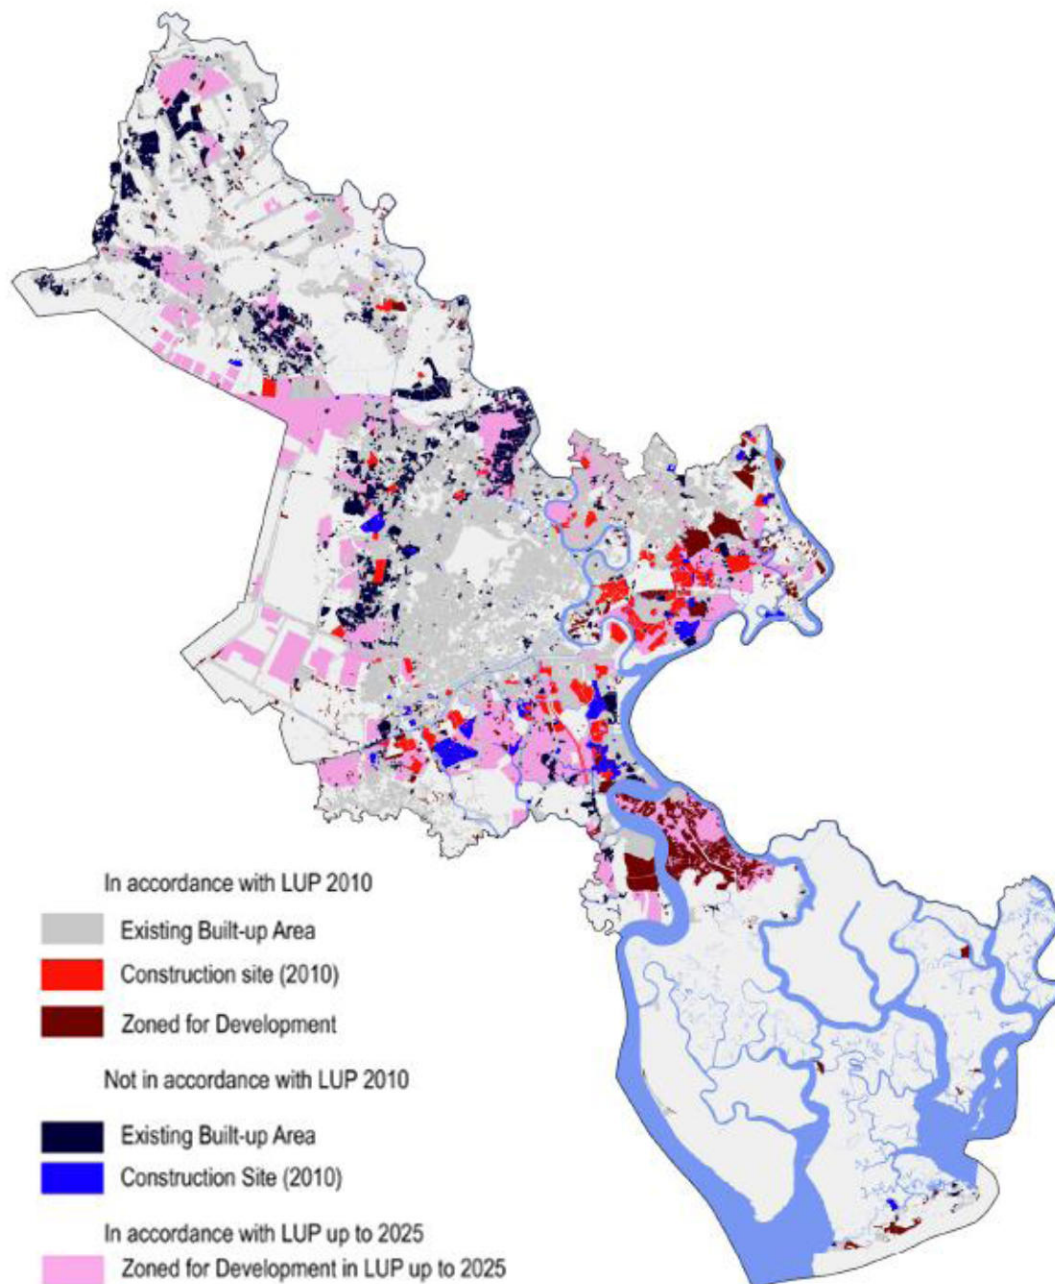 In accordance with LUP 2010
Existing Built-up Area
Construction site (2010)
Zoned for Development
Not in accordance with LUP 2010
Existing Built-up Area
Construction Site (2010)
In accordance with LUP up to 2025
Zoned for Development in LUP up to 2025